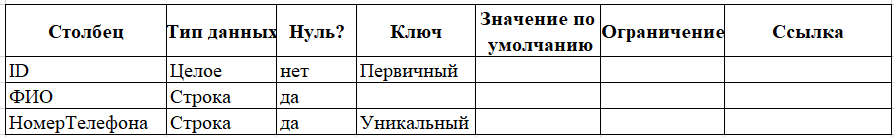 Столбец Тип данных Нуль? Ключ Значение по умолчанию Ограничение Ссылка
ID Целое нет Первичный
ФИО Строка да
НомерТелефона Строка да Уникальный